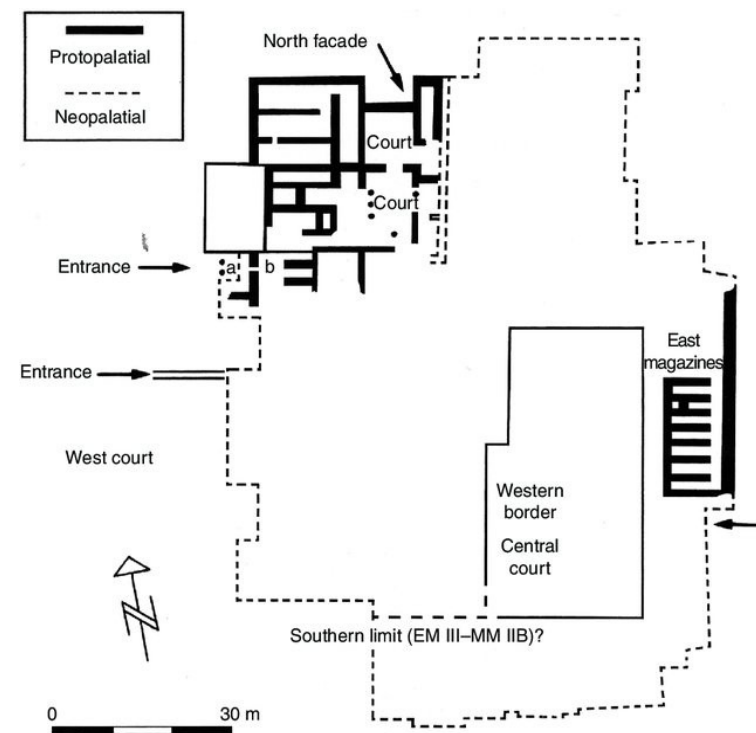 Protopalatial
Neopalatial
North facade
Court
Court
Entrance
a
b
Entrance
East
magazines
West court
Western
border
Central
court
Southern limit (EM III–MM IIB)?
0
30 m